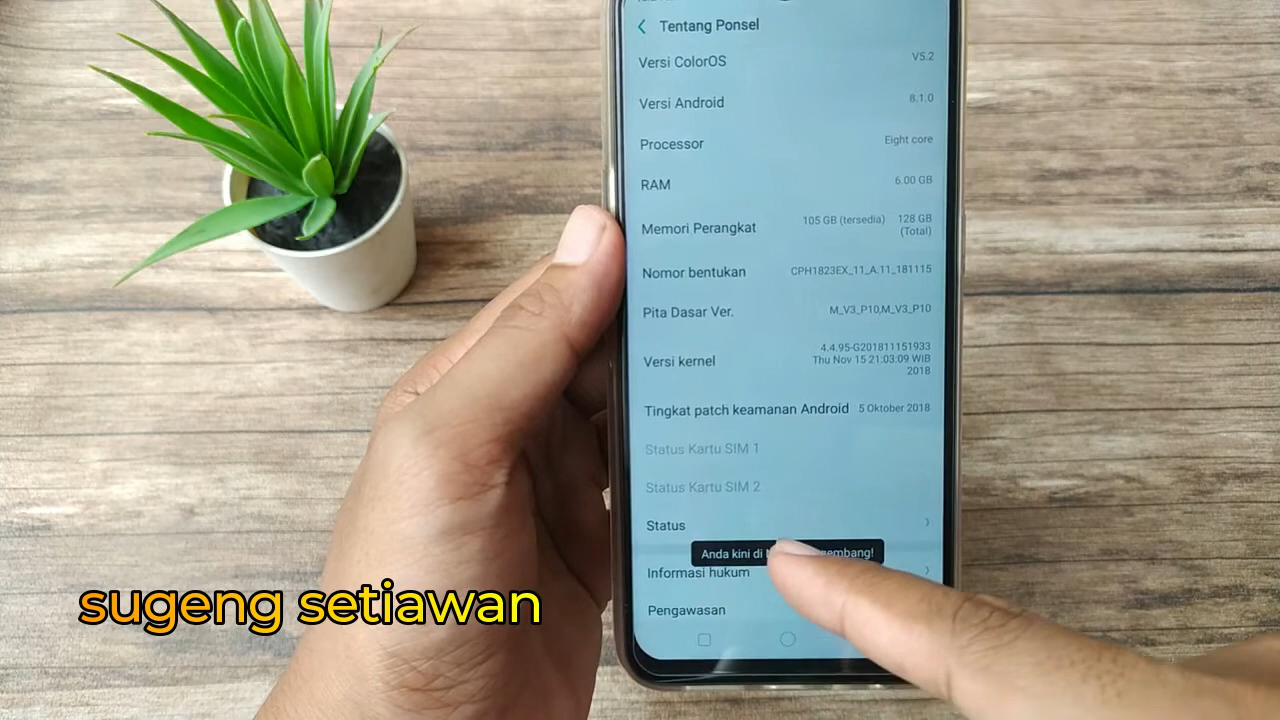 Tentang Ponsel
Versi ColorOS V5.2
Versi Android 8.1.0
Processor Eight core
RAM 6.00 GB
Memori Perangkat 105 GB (tersedia) 128 GB
(Total)
Nomor bentukan CPH1823EX_11_A.11_181115
Pita Dasar Ver. M_V3_P10,M_V3_P10
Versi kernel 4.4.95-G201811151933
Thu Nov 15 21:03:09 WIB
2018
Tingkat patch keamanan Android 5 Oktober 2018
Status Kartu SIM 1
Status Kartu SIM 2
Status
Anda kini di
Informasi hukum
Pengawasan
sugeng setiawan